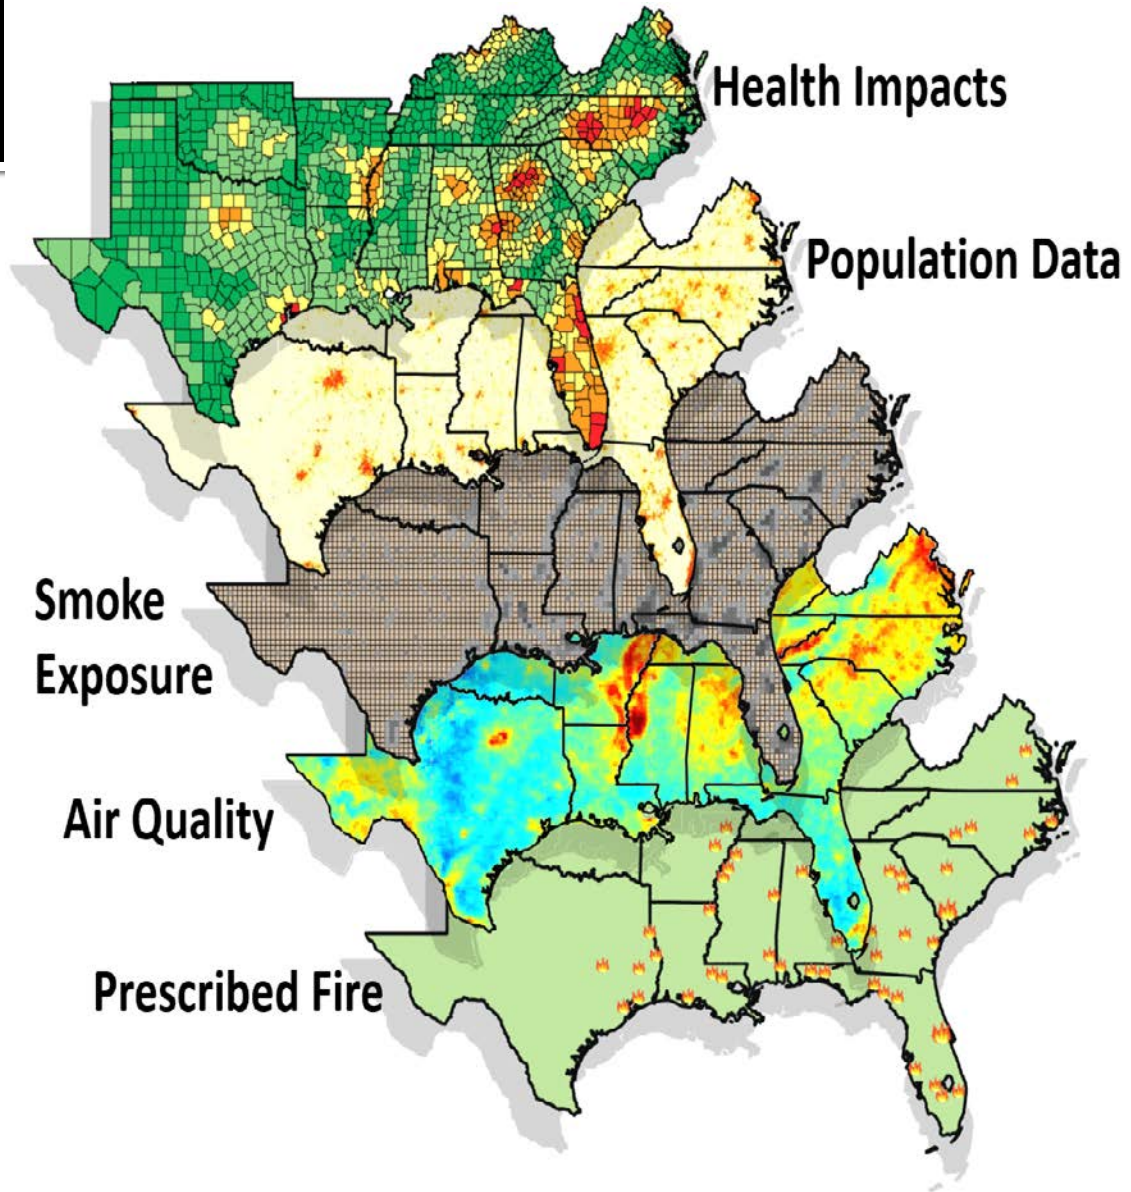 Health Impacts
Population Data
Smoke
Exposure
Air Quality
Prescribed Fire